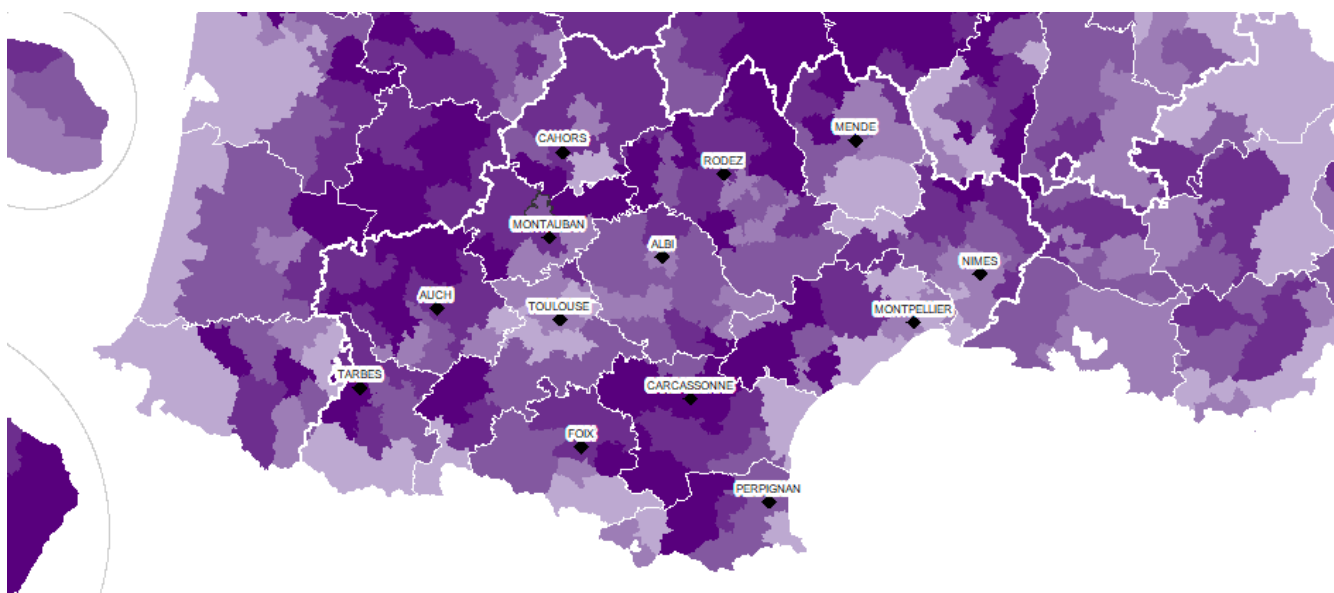 MENDE
CAHORS
RODEZ
MONTAUBAN
ALBI
NIMES
AUCH
TOULOUSE
MONTPELLIER
TARBES
CARCASSONNE
FOIX
PERPIGNAN